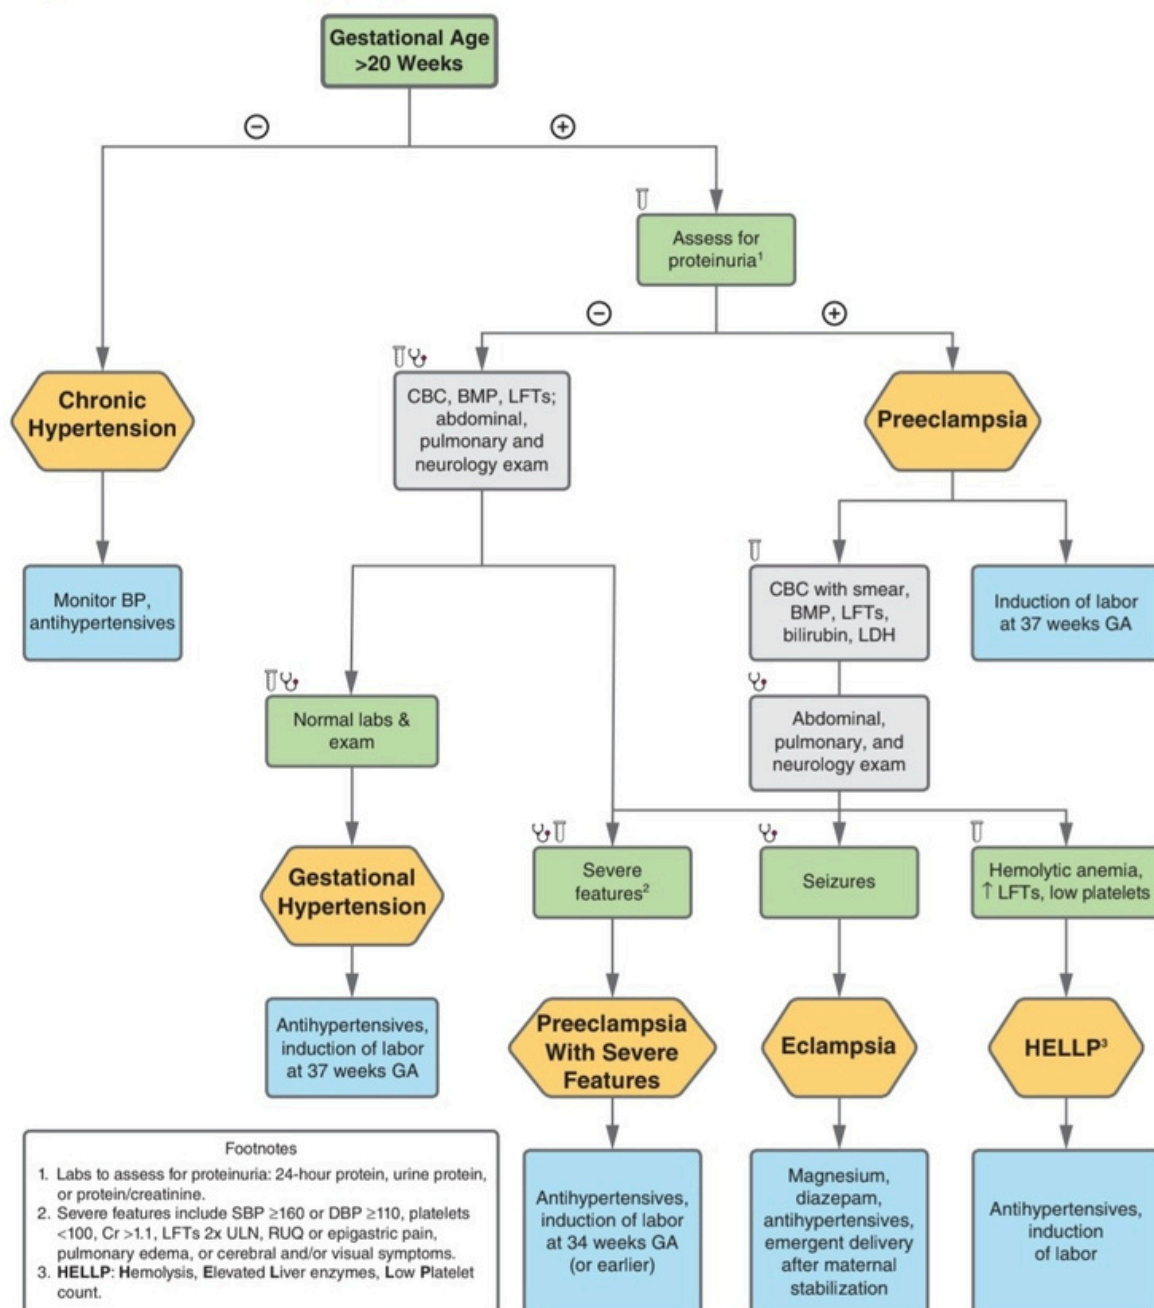 Gestational Age
>20 Weeks
⊖
⊕
Assess for
proteinuria¹
⊖
⊕
Chronic
Hypertension
CBC, BMP, LFTs;
abdominal,
pulmonary and
neurology exam
Preeclampsia
Monitor BP,
antihypertensives
CBC with smear,
BMP, LFTs,
bilirubin, LDH
Induction of labor
at 37 weeks GA
Normal labs &
exam
Abdominal,
pulmonary, and
neurology exam
Gestational
Hypertension
Severe
features²
Seizures
Hemolytic anemia,
↑ LFTs, low platelets
Antihypertensives,
induction of labor
at 37 weeks GA
Preeclampsia
With Severe
Features
Eclampsia
HELLP³
Antihypertensives,
induction of labor
at 34 weeks GA
(or earlier)
Magnesium,
diazepam,
antihypertensives,
emergent delivery
after maternal
stabilization
Antihypertensives,
induction
of labor
Footnotes
1. Labs to assess for proteinuria: 24-hour protein, urine protein,
or protein/creatinine.
2. Severe features include SBP ≥160 or DBP ≥110, platelets
<100, Cr >1.1, LFTs 2x ULN, RUQ or epigastric pain,
pulmonary edema, or cerebral and/or visual symptoms.
3. HELLP: Hemolysis, Elevated Liver enzymes, Low Platelet
count.